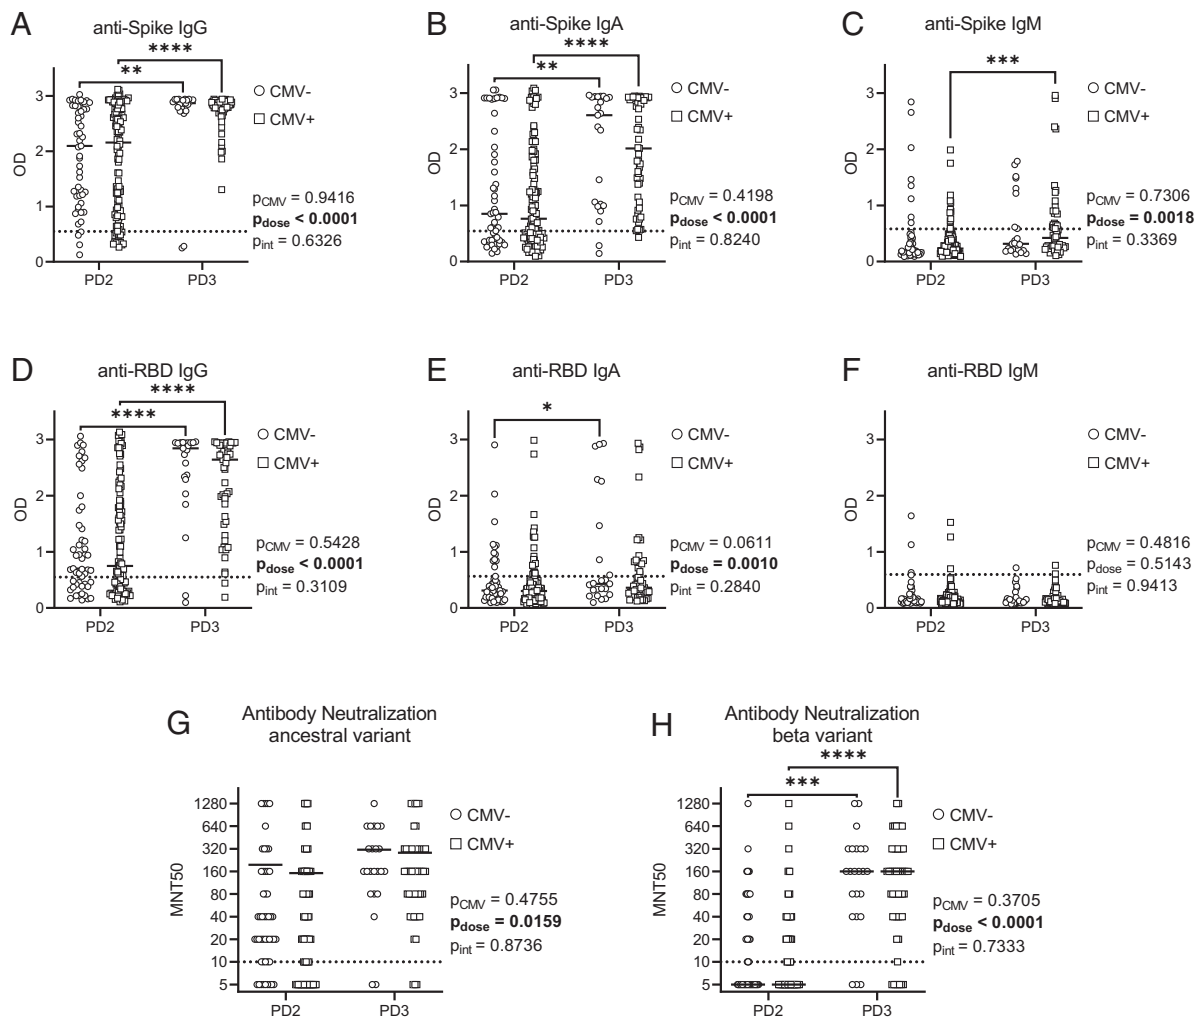 A
anti-Spike IgG
****
**
OD
3
2
1
0
PD2
PD3
CMV-
CMV+
pCMV = 0.9416
pdose < 0.0001
pint = 0.6326
B
anti-Spike IgA
****
**
OD
3
2
1
0
PD2
PD3
CMV-
CMV+
pCMV = 0.4198
pdose < 0.0001
pint = 0.8240
C
anti-Spike IgM
***
OD
3
2
1
0
PD2
PD3
CMV-
CMV+
pCMV = 0.7306
pdose = 0.0018
pint = 0.3369
D
anti-RBD IgG
****
****
OD
3
2
1
0
PD2
PD3
CMV-
CMV+
pCMV = 0.5428
pdose < 0.0001
pint = 0.3109
E
anti-RBD IgA
*
OD
3
2
1
0
PD2
PD3
CMV-
CMV+
pCMV = 0.0611
pdose = 0.0010
pint = 0.2840
F
anti-RBD IgM
OD
3
2
1
0
PD2
PD3
CMV-
CMV+
pCMV = 0.4816
pdose = 0.5143
pint = 0.9413
G
Antibody Neutralization
ancestral variant
MNT50
1280
640
320
160
80
40
20
10
5
PD2
PD3
CMV-
CMV+
pCMV = 0.4755
pdose = 0.0159
pint = 0.8736
H
Antibody Neutralization
beta variant
****
***
MNT50
1280
640
320
160
80
40
20
10
5
PD2
PD3
CMV-
CMV+
pCMV = 0.3705
pdose < 0.0001
pint = 0.7333